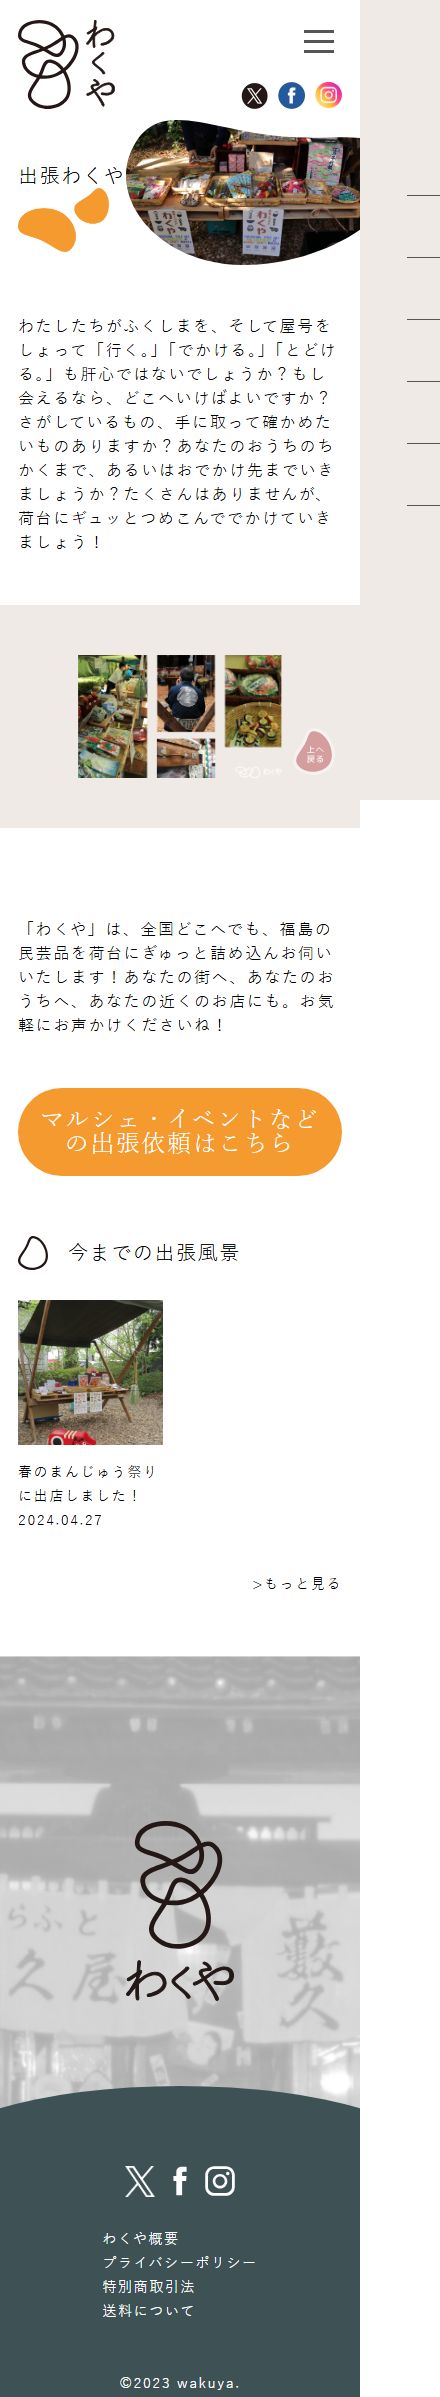 わくや
出張わくや
わたしたちがふくしまを、そして屋号を
しょって「行く。」「でかける。」「とどけ
る。」も肝心ではないでしょうか？もし
会えるなら、どこへいけばよいですか？
さがしているもの、手に取って確かめた
いものありますか？あなたのおうちのち
かくまで、あるいはおでかけ先までいき
ましょうか？たくさんはありませんが、
荷台にギュッとつめこんででかけていき
ましょう！
わくや
上へ
戻る
「わくや」は、全国どこへでも、福島の
民芸品を荷台にぎゅっと詰め込んお伺い
いたします！あなたの街へ、あなたのお
うちへ、あなたの近くのお店にも。お気
軽にお声かけくださいね！
マルシェ・イベントなど
の出張依頼はこちら
今までの出張風景
春のまんじゅう祭り
に出店しました！
2024.04.27
>もっと見る
わくや
わくや概要
プライバシーポリシー
特別商取引法
送料について
©2023 wakuya.